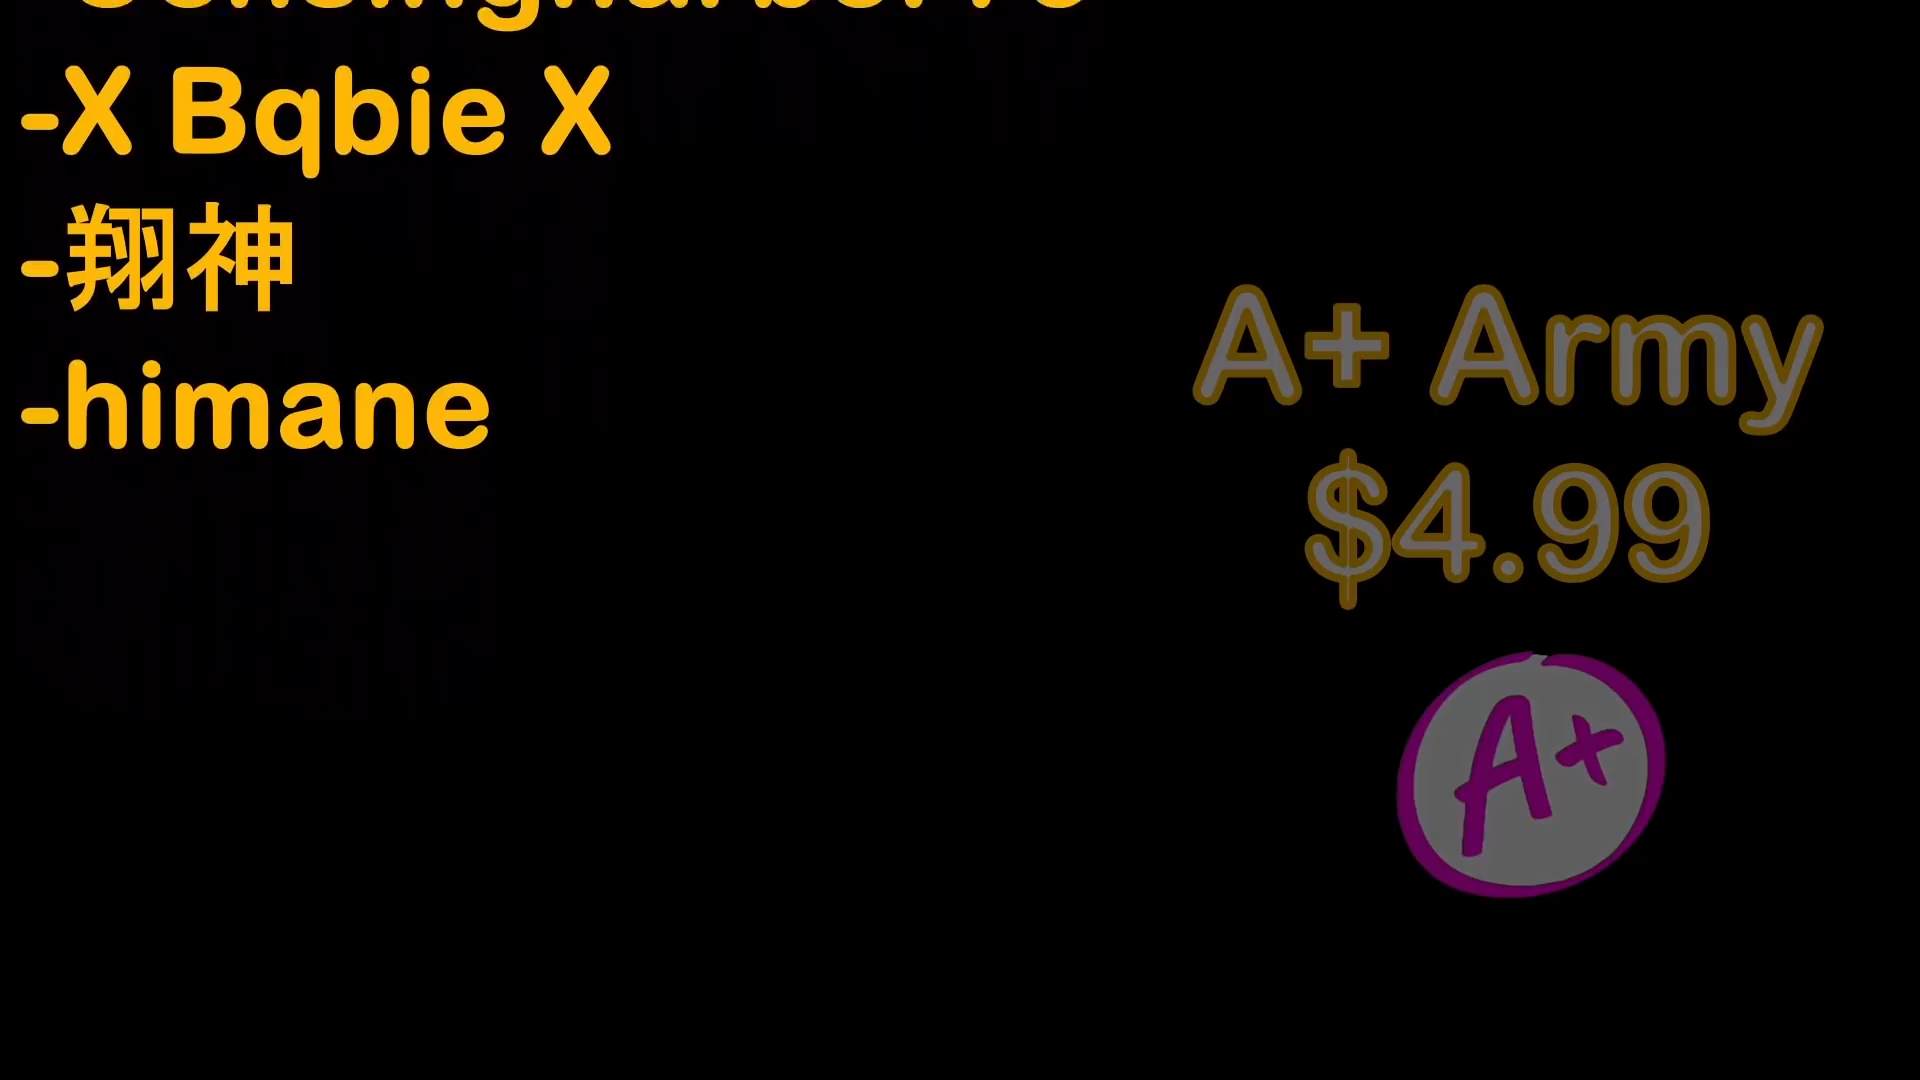 -X Bqbie X
-翔神
-himane
A+ Army
$4.99
A+